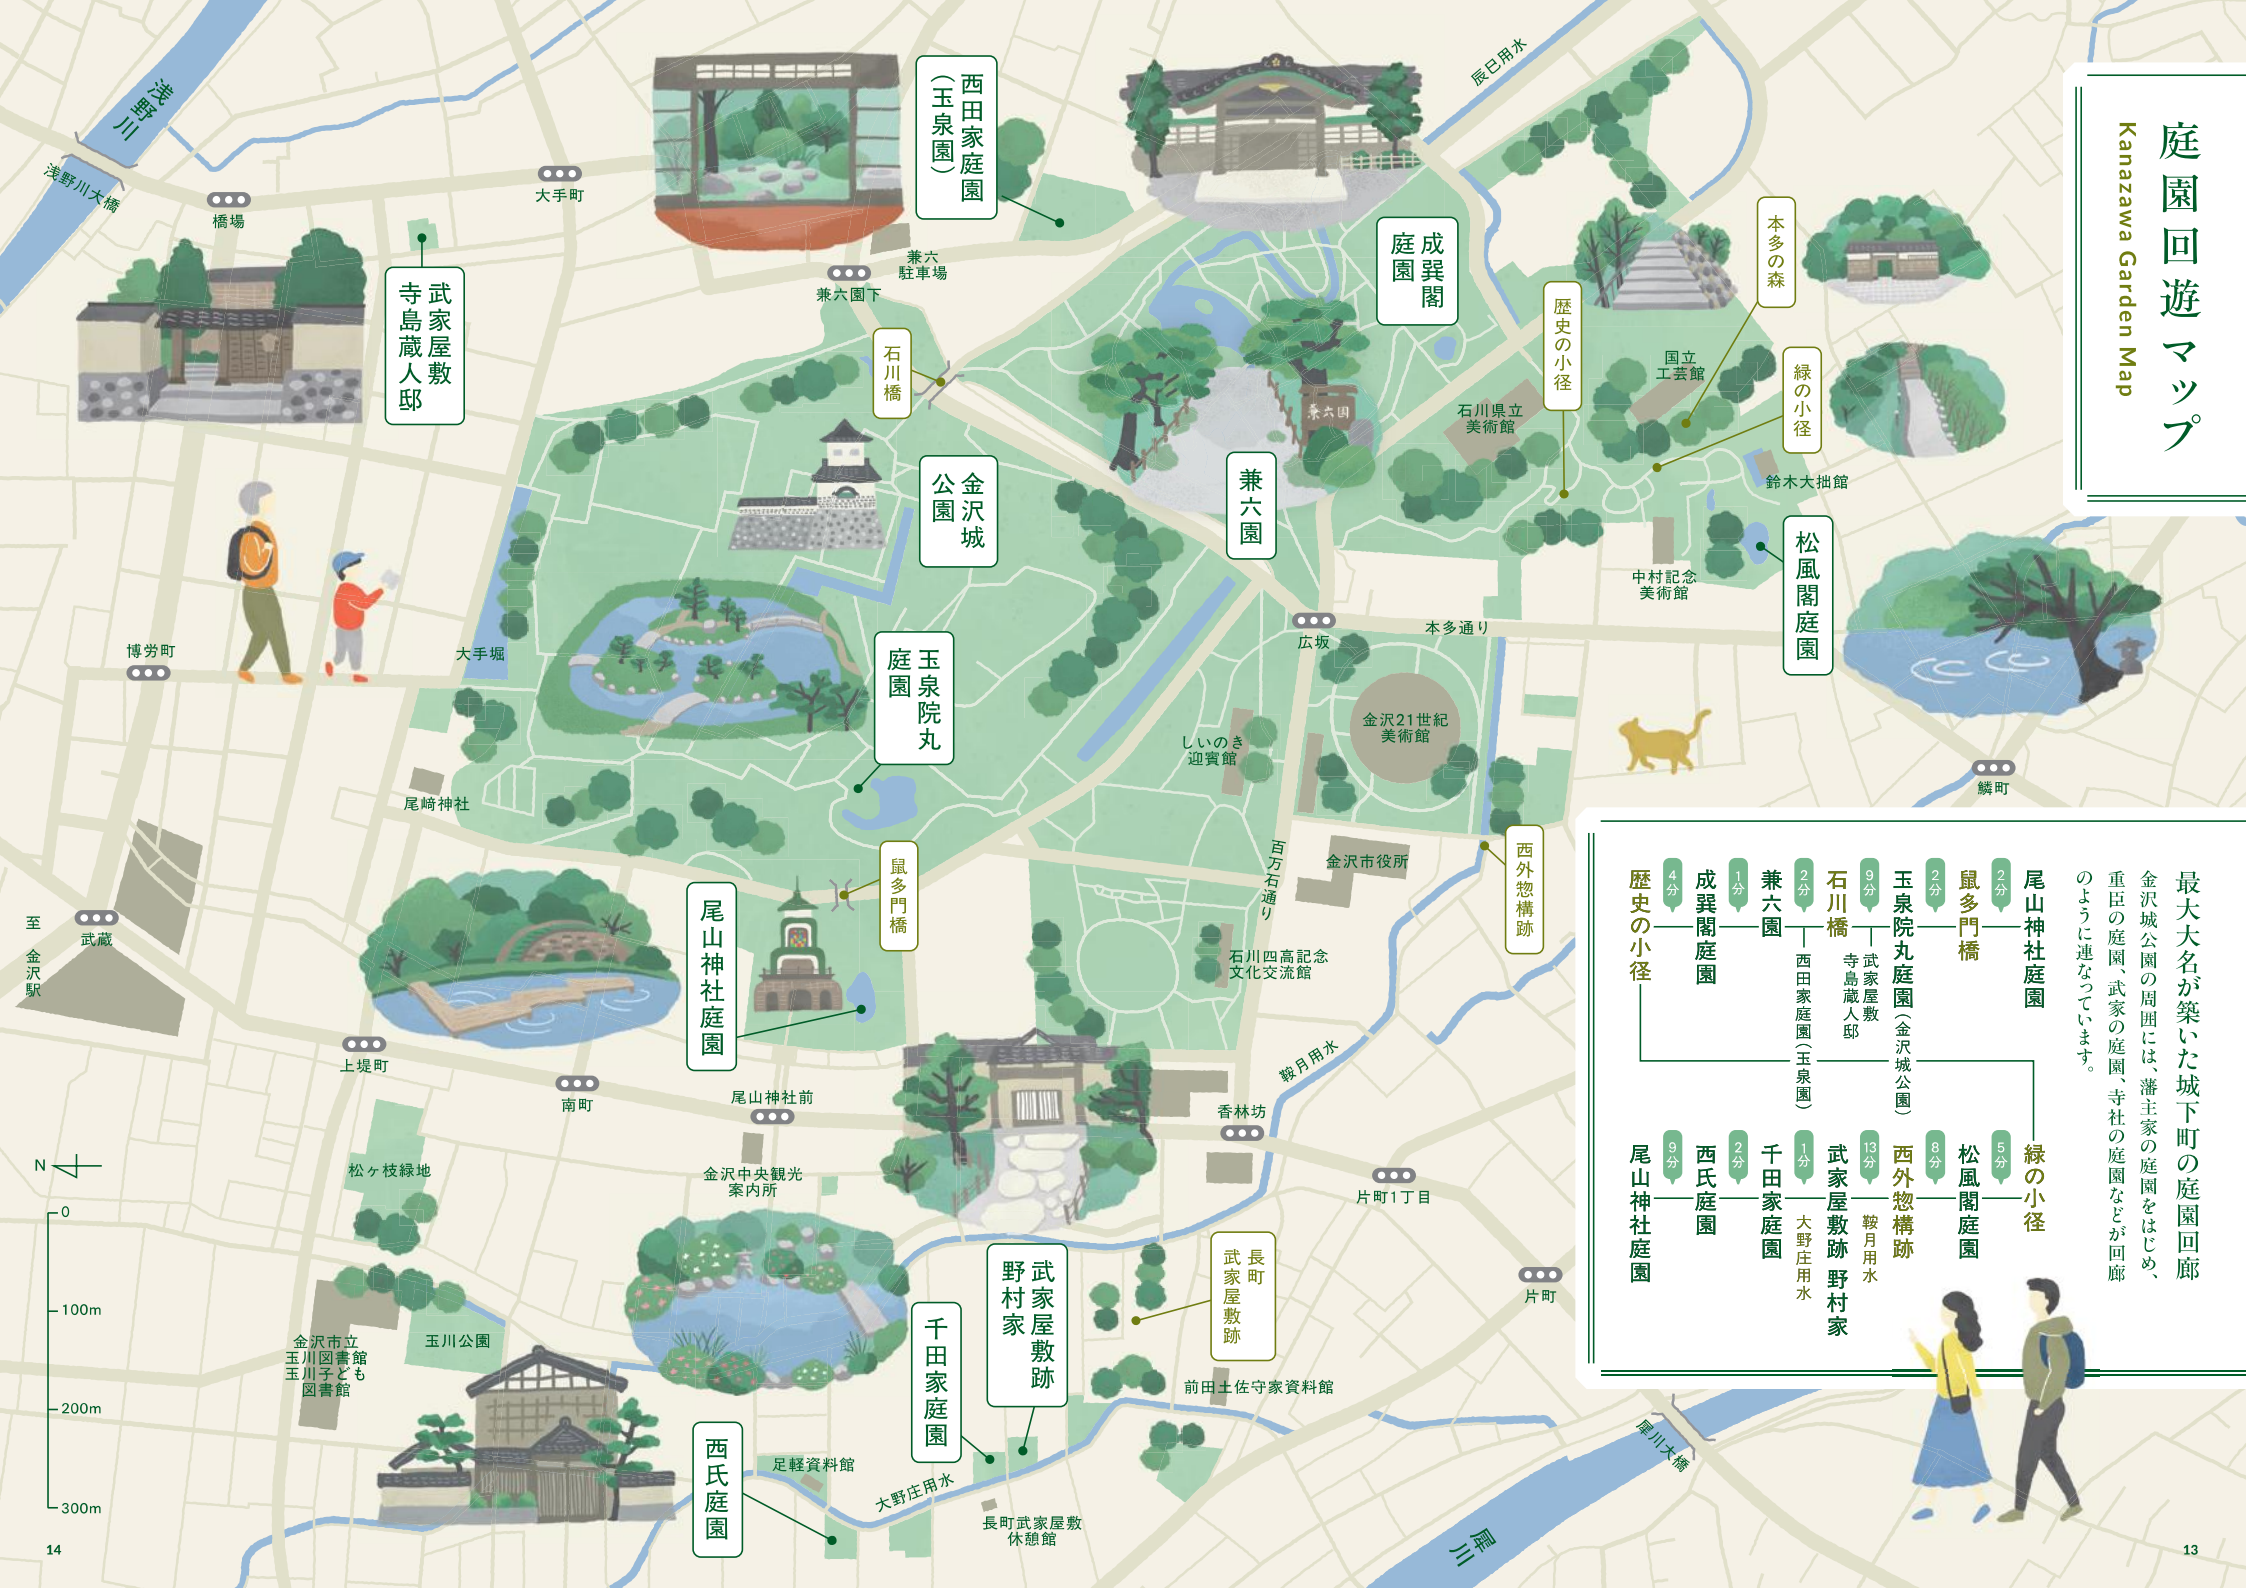 庭園回遊マップ
Kanazawa Garden Map
最大大名が築いた城下町の庭園回廊
金沢城公園の周囲には、藩主家の庭園をはじめ、
重臣の庭園、武家の庭園、寺社の庭園などが回廊
のように連なっています。
尾山神社庭園
2分
鼠多門橋
2分
玉泉院丸庭園(金沢城公園)
9分
武家屋敷
寺島蔵人邸
石川橋
2分
西田家庭園(玉泉園)
兼六園
1分
成巽閣庭園
4分
歴史の小径
緑の小径
5分
松風閣庭園
8分
西外惣構跡
13分
鞍月用水
武家屋敷跡 野村家
1分
大野庄用水
千田家庭園
2分
西氏庭園
9分
尾山神社庭園
浅野川
浅野川大橋
橋場
大手町
武家屋敷
寺島蔵人邸
西田家庭園
(玉泉園)
兼六
駐車場
兼六園下
辰巳用水
成巽閣
庭園
本多の森
歴史の小径
緑の小径
国立
工芸館
石川県立
美術館
鈴木大拙館
松風閣庭園
中村記念
美術館
石川橋
金沢城
公園
兼六園
兼六園
広坂
本多通り
金沢21世紀
美術館
しいのき
迎賓館
玉泉院丸
庭園
大手堀
博労町
尾﨑神社
鱗町
鼠多門橋
西外惣構跡
金沢市役所
百万石通り
石川四高記念
文化交流館
尾山神社庭園
武蔵
至 金沢駅
上堤町
南町
尾山神社前
金沢中央観光
案内所
鞍月用水
香林坊
片町1丁目
片町
松ヶ枝緑地
N
0
100m
200m
300m
金沢市立
玉川図書館
玉川子ども
図書館
玉川公園
長町
武家屋敷跡
武家屋敷跡
野村家
千田家庭園
西氏庭園
足軽資料館
大野庄用水
前田土佐守家資料館
長町武家屋敷
休憩館
犀川大橋
犀川
14
13